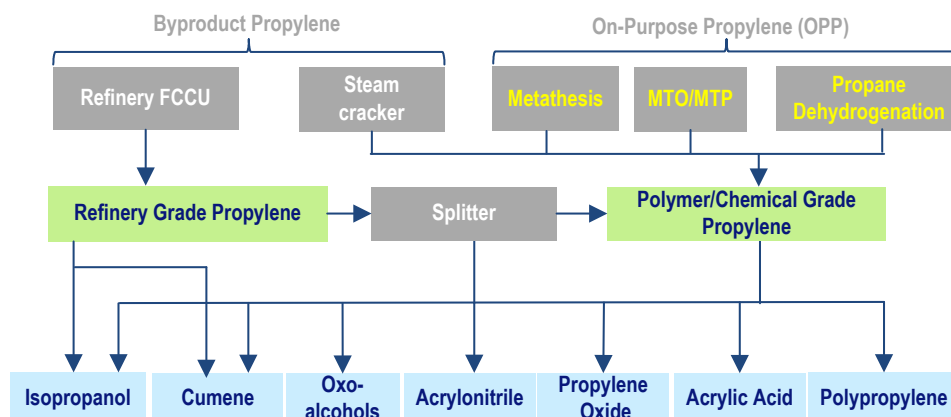 Byproduct Propylene
On-Purpose Propylene (OPP)
Refinery FCCU
Steam
cracker
Metathesis
MTO/MTP
Propane
Dehydrogenation
Refinery Grade Propylene
Splitter
Polymer/Chemical Grade
Propylene
Isopropanol
Cumene
Oxo-
alcohols
Acrylonitrile
Propylene
Oxide
Acrylic Acid
Polypropylene